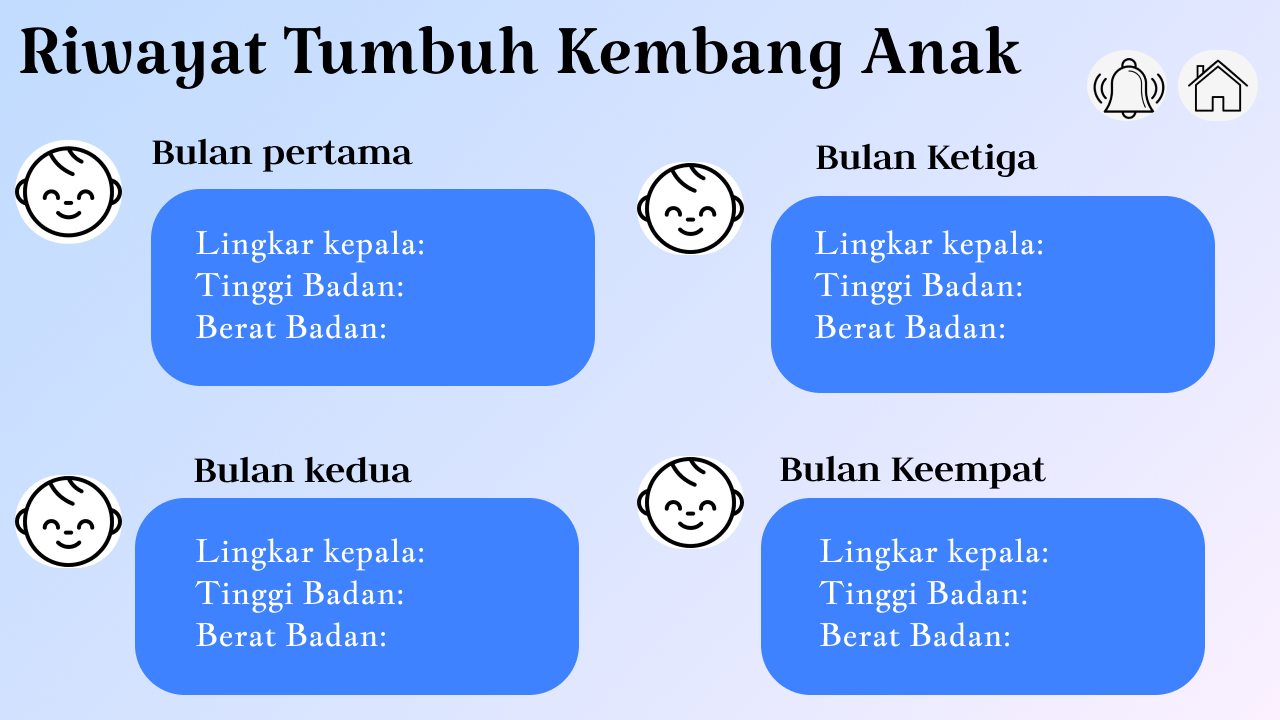 Riwayat Tumbuh Kembang Anak
Bulan pertama
Lingkar kepala:
Tinggi Badan:
Berat Badan:
Bulan Ketiga
Lingkar kepala:
Tinggi Badan:
Berat Badan:
Bulan kedua
Lingkar kepala:
Tinggi Badan:
Berat Badan:
Bulan Keempat
Lingkar kepala:
Tinggi Badan:
Berat Badan: